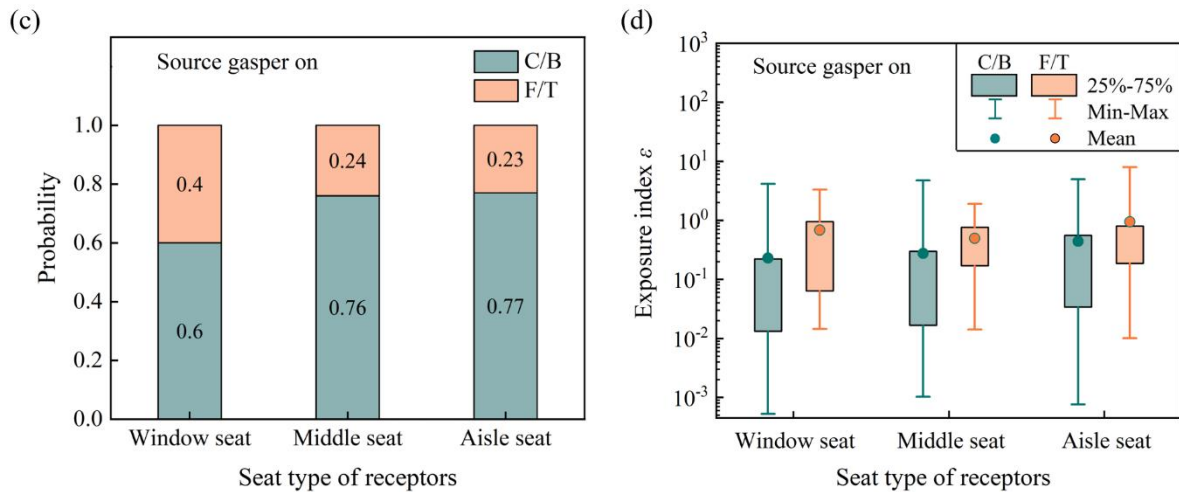 (c)
Source gasper on
C/B
F/T
Probability
1.0
0.8
0.6
0.4
0.2
0.0
0.4
0.24
0.23
0.6
0.76
0.77
Window seat Middle seat Aisle seat
Seat type of receptors
(d)
Source gasper on
C/B F/T
25%-75%
Min-Max
Mean
Exposure index ε
10³
10²
10¹
10⁰
10⁻¹
10⁻²
10⁻³
Window seat Middle seat Aisle seat
Seat type of receptors